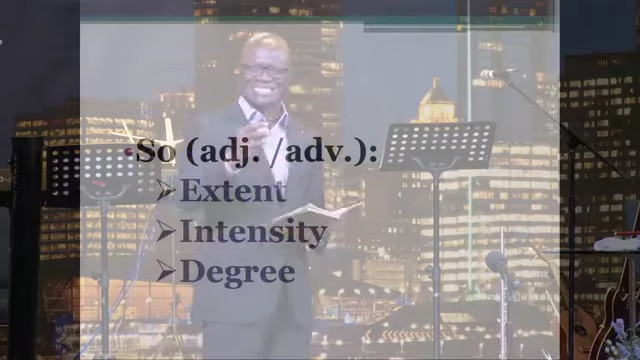 •So (adj. /adv.):
➢Extent
➢Intensity
➢Degree